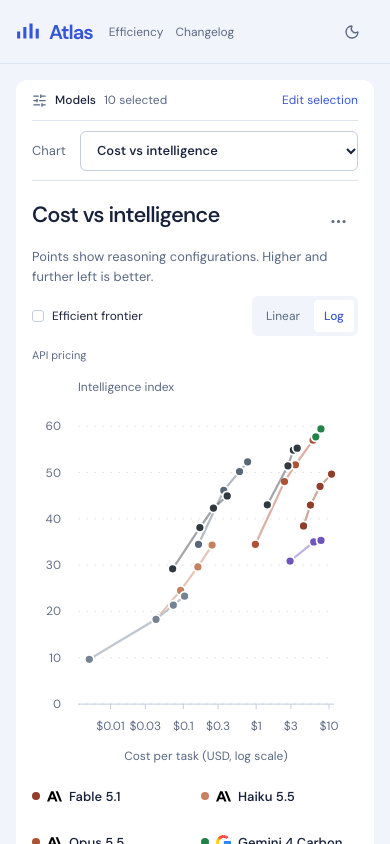 Atlas Efficiency Changelog
Models 10 selected Edit selection
Chart Cost vs intelligence
Cost vs intelligence ...
Points show reasoning configurations. Higher and
further left is better.
Efficient frontier Linear Log
API pricing
Intelligence index
60
50
40
30
20
10
0
$0.01 $0.03 $0.1 $0.3 $1 $3 $10
Cost per task (USD, log scale)
Fable 5.1 Haiku 5.5
Opus 5.5 Gemini 4 Carbon